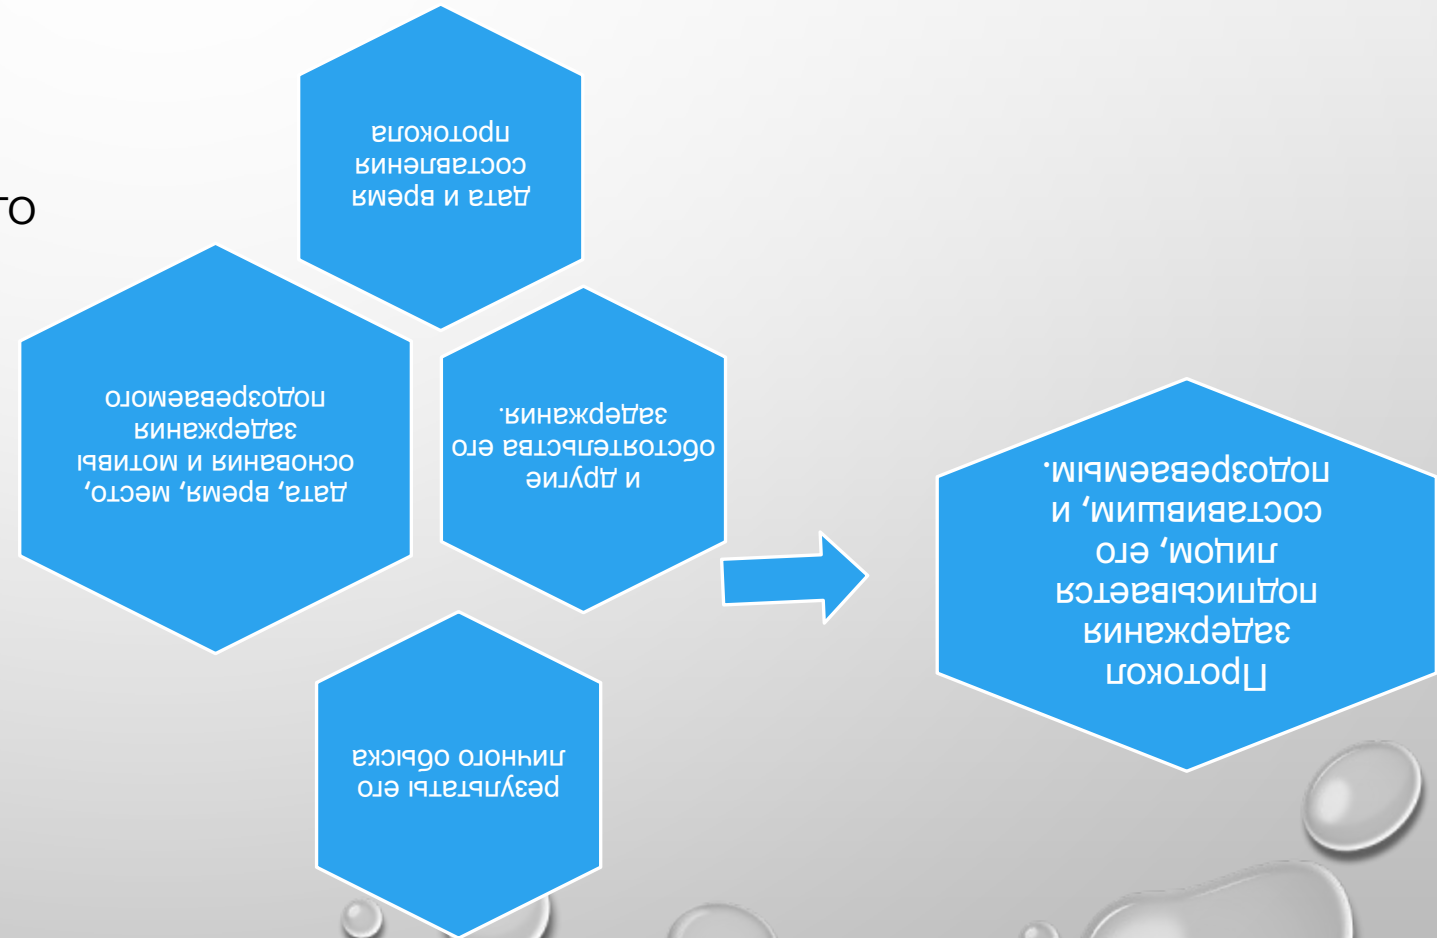 го
дата и время
составления
протокола
дата, время, место,
основания и мотивы
задержания
подозреваемого
и другие
обстоятельства его
задержания.
результаты его
личного обыска
Протокол
задержания
подписывается
лицом, его
составившим, и
подозреваемым.